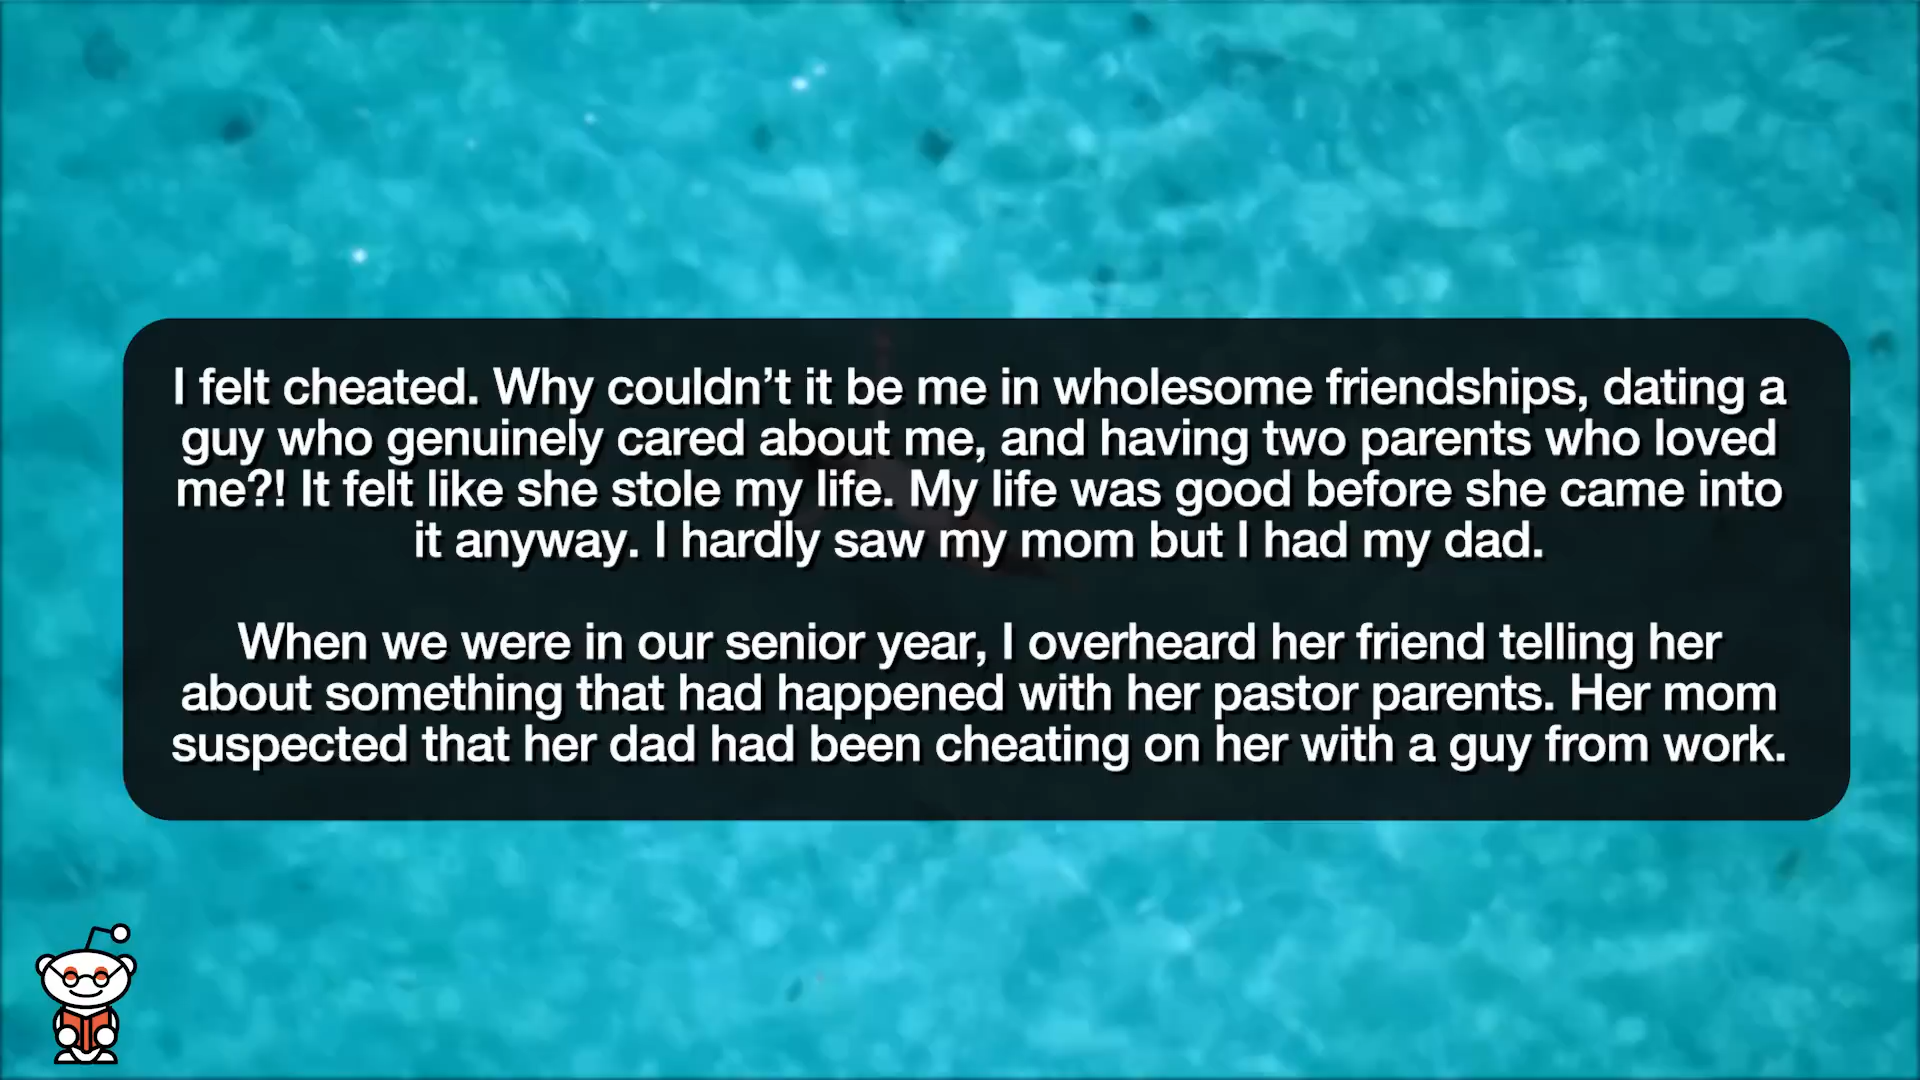 I felt cheated. Why couldn’t it be me in wholesome friendships, dating a
guy who genuinely cared about me, and having two parents who loved
me?! It felt like she stole my life. My life was good before she came into
it anyway. I hardly saw my mom but I had my dad.
When we were in our senior year, I overheard her friend telling her
about something that had happened with her pastor parents. Her mom
suspected that her dad had been cheating on her with a guy from work.